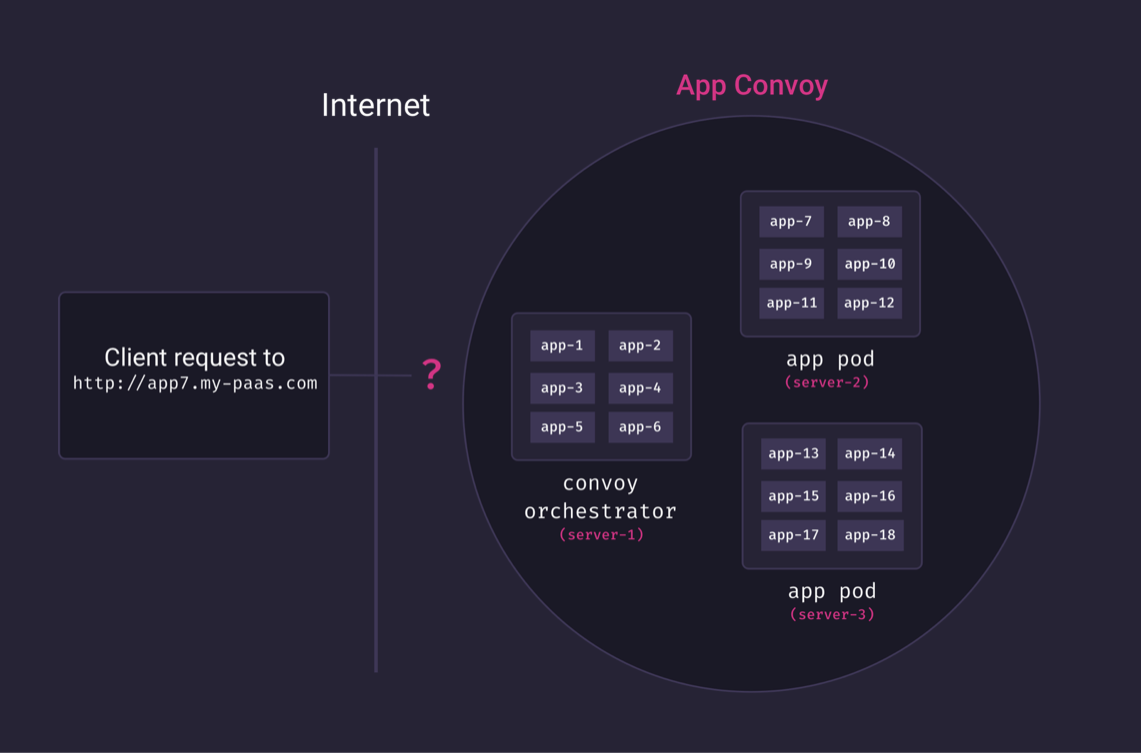 App Convoy
Internet
Client request to
http://app7.my-paas.com
?
app-1 app-2
app-3 app-4
app-5 app-6
convoy
orchestrator
(server-1)
app-7 app-8
app-9 app-10
app-11 app-12
app pod
(server-2)
app-13 app-14
app-15 app-16
app-17 app-18
app pod
(server-3)